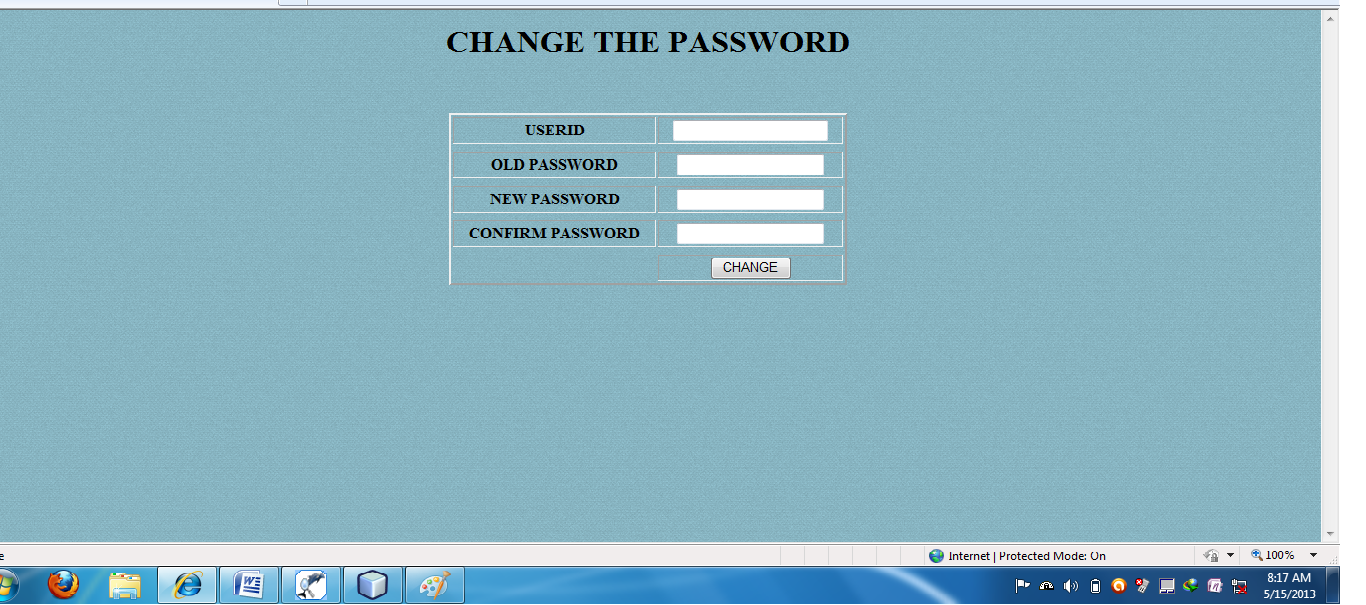 CHANGE THE PASSWORD
USERID
OLD PASSWORD
NEW PASSWORD
CONFIRM PASSWORD
CHANGE
e
Internet | Protected Mode: On
100%
8:17 AM
5/15/2013